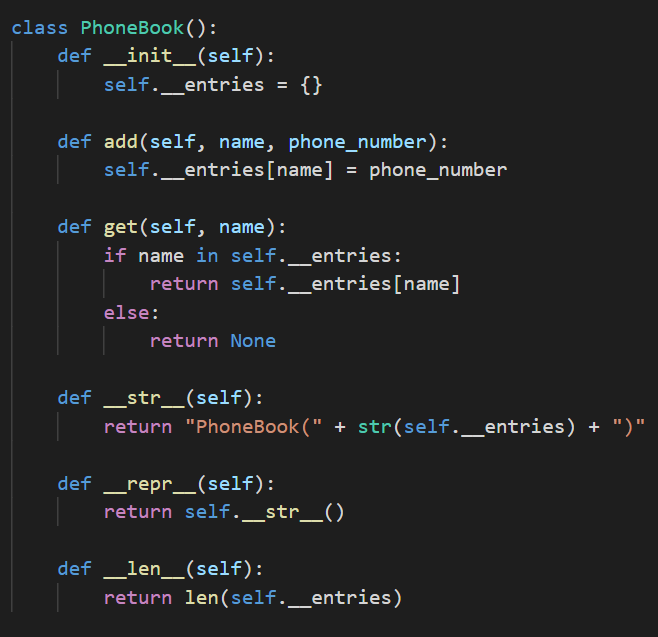 class PhoneBook():
    def __init__(self):
        self.__entries = {}

    def add(self, name, phone_number):
        self.__entries[name] = phone_number

    def get(self, name):
        if name in self.__entries:
            return self.__entries[name]
        else:
            return None

    def __str__(self):
        return "PhoneBook(" + str(self.__entries) + ")"

    def __repr__(self):
        return self.__str__()

    def __len__(self):
        return len(self.__entries)